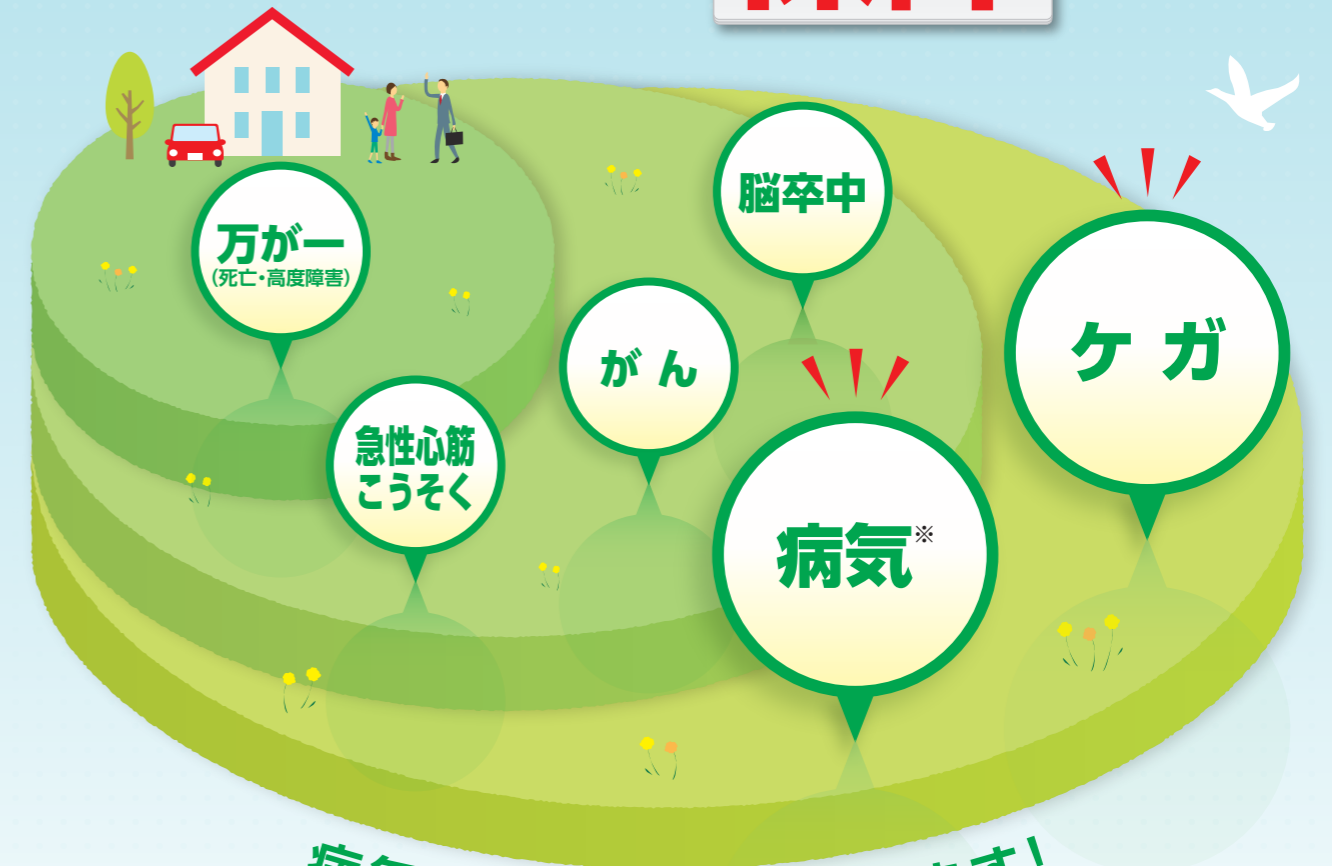 脳卒中
万が一
(死亡・高度障害)
ケガ
がん
急性心筋
こうそく
病気※